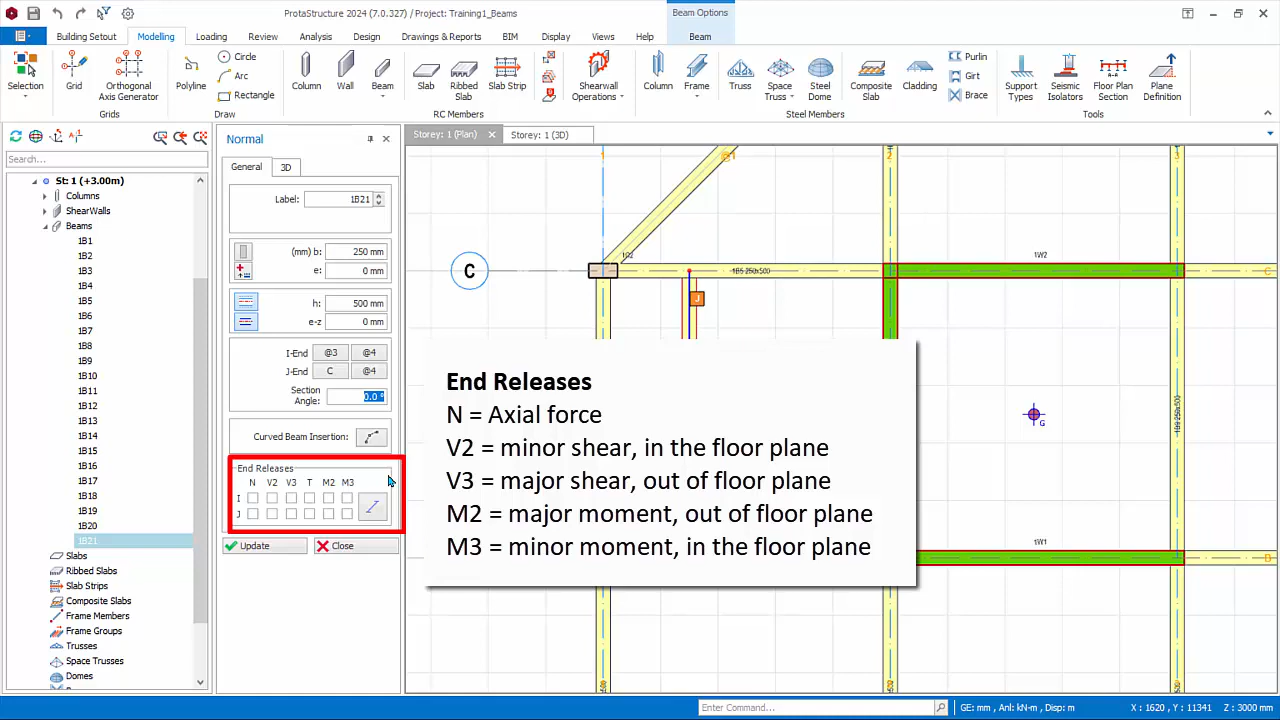 ProtaStructure 2024 (7.0.327) /Project: Training1_Beams
Beam Options
Building Setout
Modelling
Loading
Review
Analysis
Design
Drawings & Reports
BIM
Display
Views
Help
Beam
Selection
Grid
Orthogonal
Axis Generator
Grids
Polyline
Circle
Arc
Rectangle
Draw
Column
Wall
Beam
Slab
Ribbed
Slab
Slab Strip
RC Members
Shearwall
Operations
Column
Frame
Truss
Space
Truss
Steel
Dome
Composite
Slab
Cladding
Purlin
Girt
Brace
Steel Members
Support
Types
Seismic
Isolators
Floor Plan
Section
Plane
Definition
Tools
Search...
St: 1 (+3.00m)
Columns
ShearWalls
Beams
1B1
1B2
1B3
1B4
1B5
1B6
1B7
1B8
1B9
1B10
1B11
1B12
1B13
1B14
1B15
1B16
1B17
1B18
1B19
1B20
1B21
Slabs
Ribbed Slabs
Slab Strips
Composite Slabs
Frame Members
Frame Groups
Trusses
Space Trusses
Domes
Normal
General
3D
Label:
1B21
(mm) b:
250 mm
e:
0 mm
h:
500 mm
e-z
0 mm
I-End
@3
@4
J-End
C
@4
Section
Angle:
0.0 °
Curved Beam Insertion:
End Releases
N V2 V3 T M2 M3
I
J
Update
Close
Storey: 1 (Plan)
Storey: 1 (3D)
1
@1
2
3
C
1B5 250x500
1W2
C
J
G
1B9 250x500
1W1
B
End Releases
N = Axial force
V2 = minor shear, in the floor plane
V3 = major shear, out of floor plane
M2 = major moment, out of floor plane
M3 = minor moment, in the floor plane
Enter Command...
GE: mm , Anl: kN-m , Disp: m
X : 1620 , Y : 11341
Z : 3000 mm